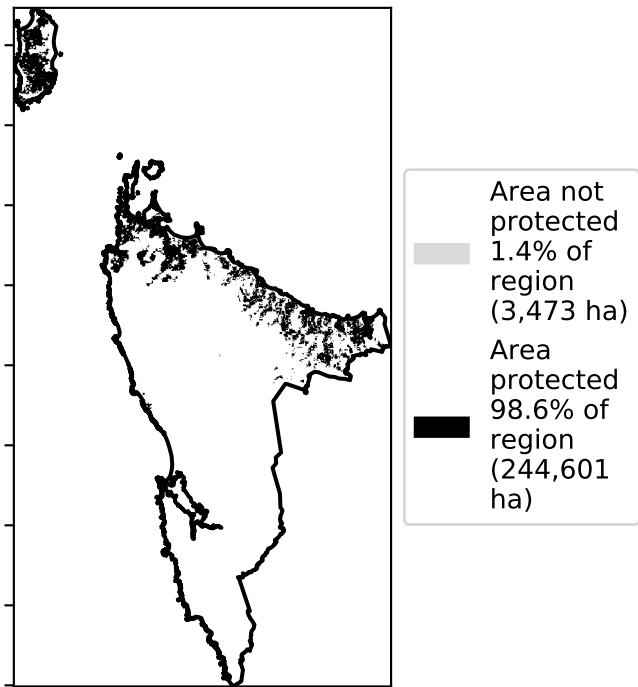 Area not
protected
1.4% of
region
(3,473 ha)
Area
protected
98.6% of
region
(244,601
ha)